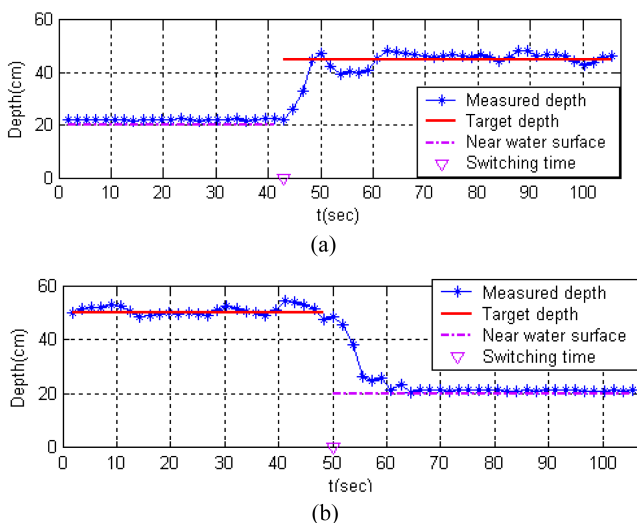 60
40
20
0
Depth(cm)
Measured depth
Target depth
Near water surface
Switching time
0 10 20 30 40 50 60 70 80 90 100
t(sec)
(a)
60
40
20
0
Depth(cm)
Measured depth
Target depth
Near water surface
Switching time
0 10 20 30 40 50 60 70 80 90 100
t(sec)
(b)